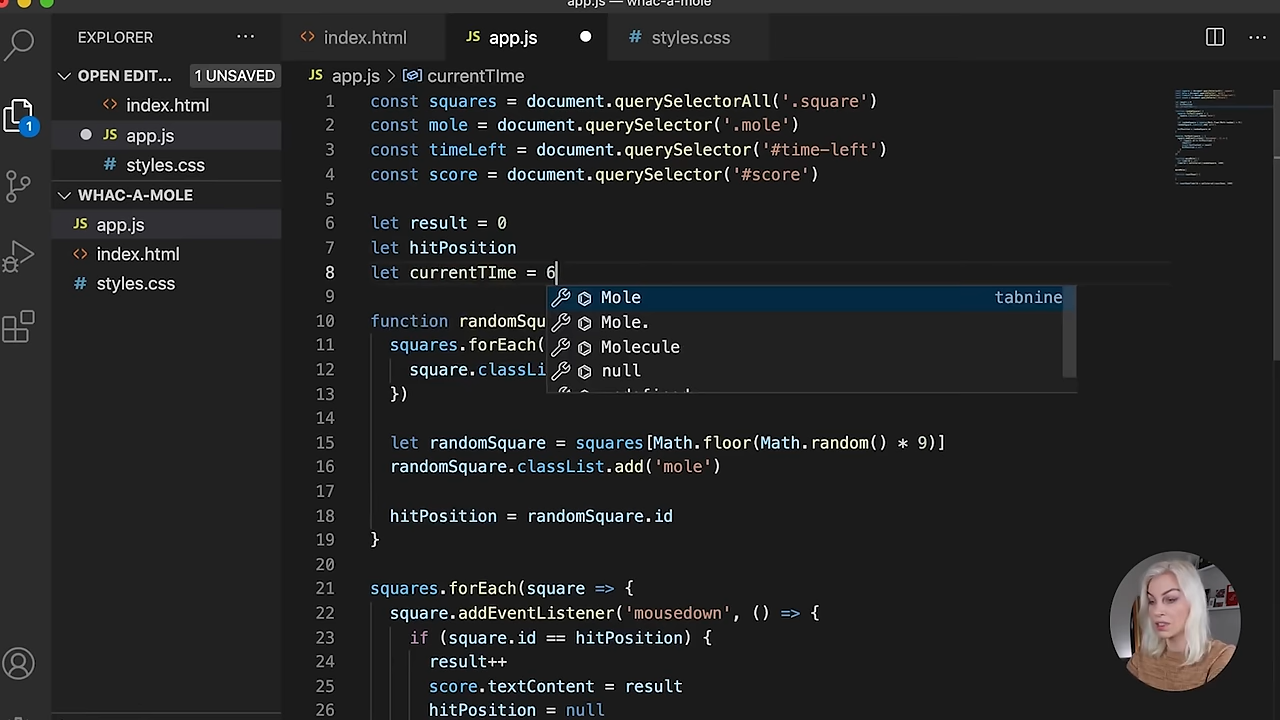 app.js — whac-a-mole
EXPLORER ...
index.html
app.js
styles.css
OPEN EDIT... 1 UNSAVED
index.html
JS app.js
# styles.css
WHAC-A-MOLE
JS app.js
index.html
# styles.css
1
JS app.js > currentTIme
1 const squares = document.querySelectorAll('.square')
2 const mole = document.querySelector('.mole')
3 const timeLeft = document.querySelector('#time-left')
4 const score = document.querySelector('#score')
5
6 let result = 0
7 let hitPosition
8 let currentTIme = 6
9
Mole tabnine
Mole.
Molecule
null
10 function randomSqu
11 squares.forEach(
12 square.classLi
13 })
14
15 let randomSquare = squares[Math.floor(Math.random() * 9)]
16 randomSquare.classList.add('mole')
17
18 hitPosition = randomSquare.id
19 }
20
21 squares.forEach(square => {
22 square.addEventListener('mousedown', () => {
23 if (square.id == hitPosition) {
24 result++
25 score.textContent = result
26 hitPosition = null